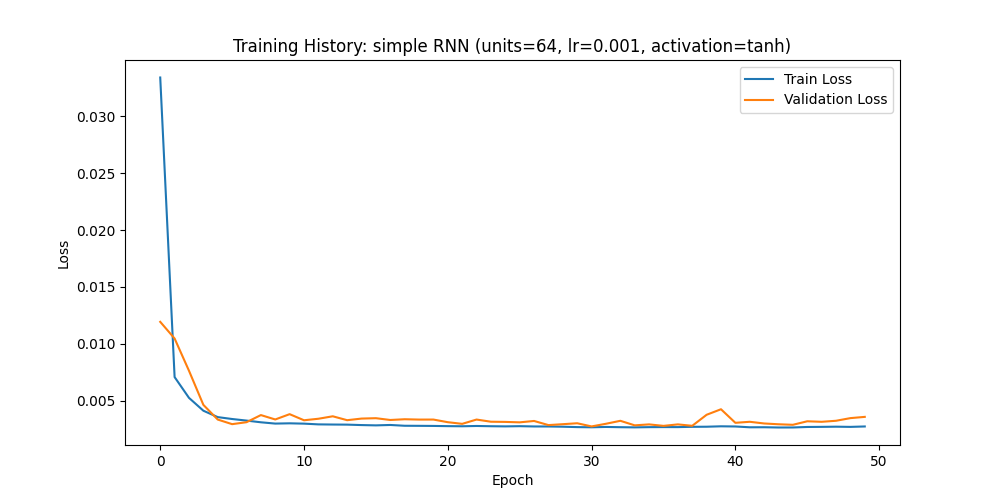 Training History: simple RNN (units=64, lr=0.001, activation=tanh)
Train Loss
Validation Loss
0.030
0.025
0.020
0.015
0.010
0.005
Loss
0 10 20 30 40 50
Epoch